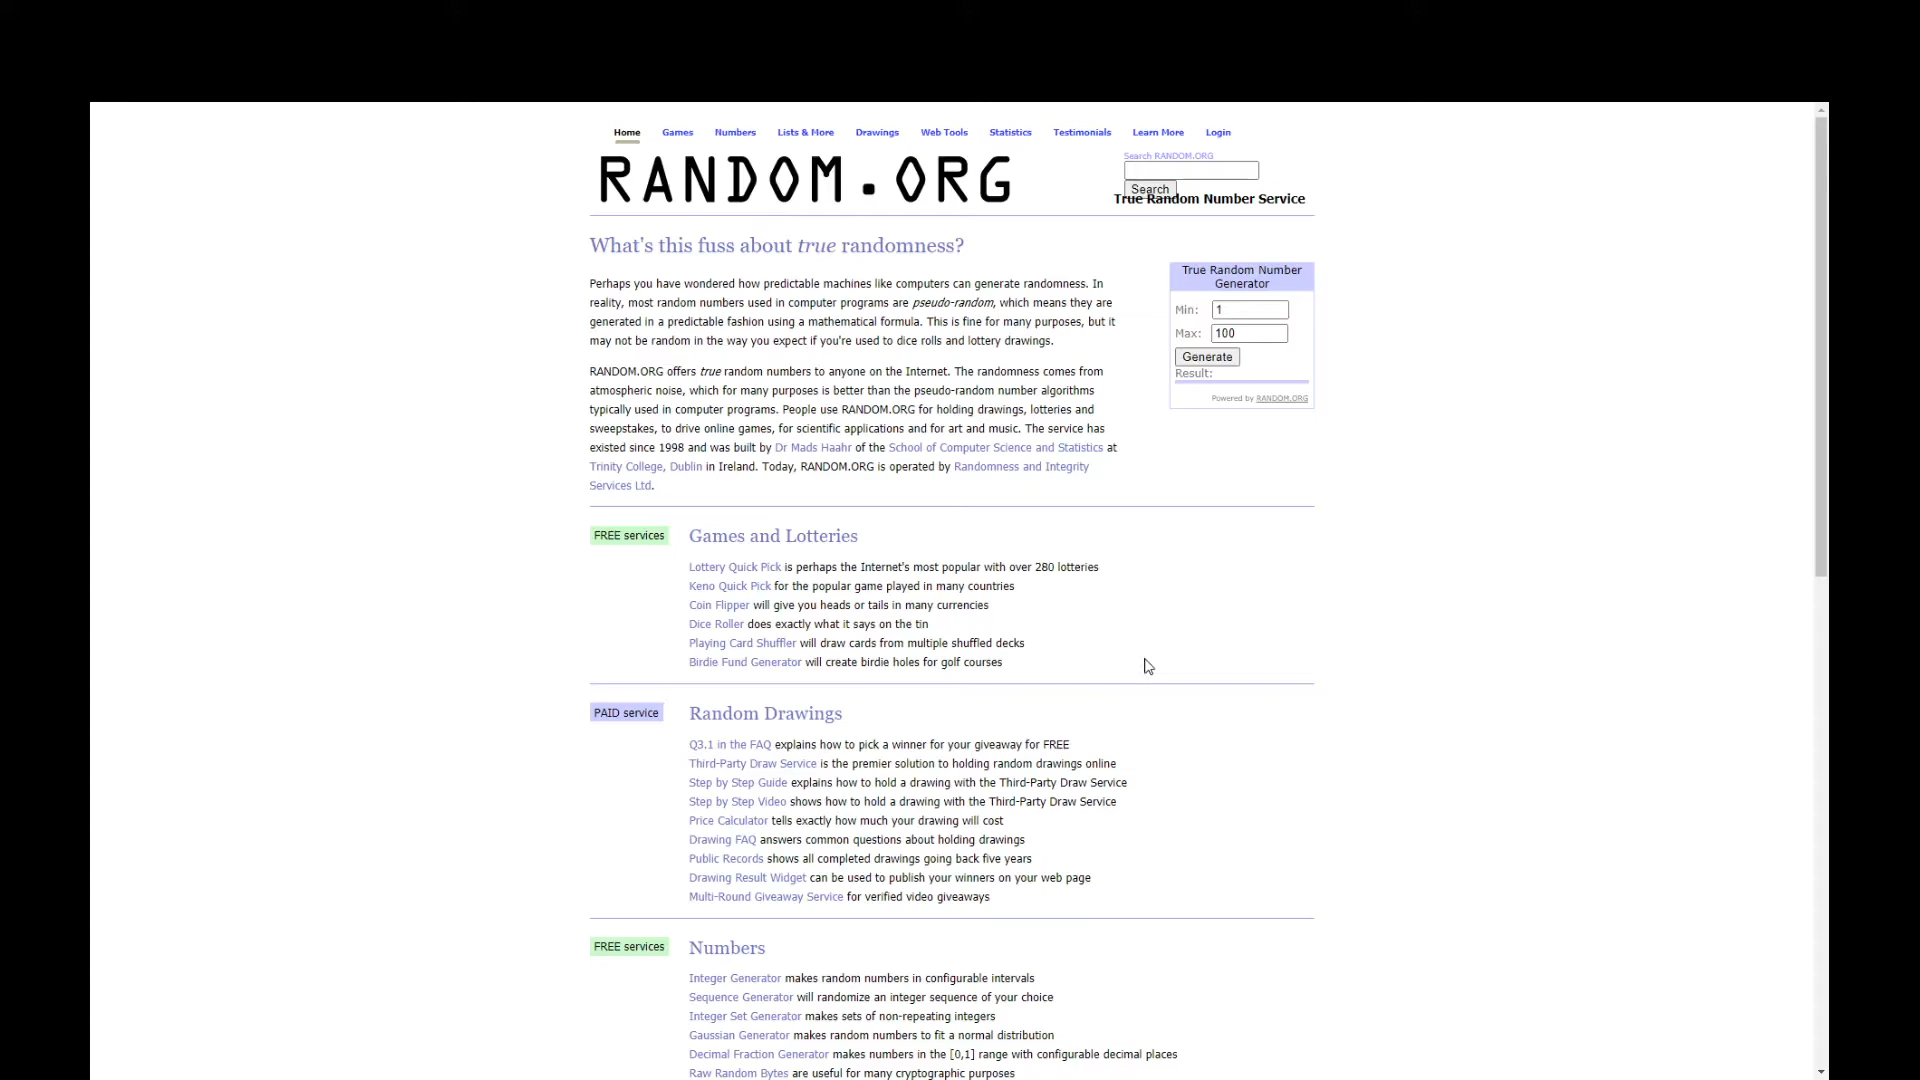 Home Games Numbers Lists & More Drawings Web Tools Statistics Testimonials Learn More Login
RANDOM.ORG
Search RANDOM.ORG
Search
True Random Number Service
What's this fuss about true randomness?
Perhaps you have wondered how predictable machines like computers can generate randomness. In
reality, most random numbers used in computer programs are pseudo-random, which means they are
generated in a predictable fashion using a mathematical formula. This is fine for many purposes, but it
may not be random in the way you expect if you're used to dice rolls and lottery drawings.
RANDOM.ORG offers true random numbers to anyone on the Internet. The randomness comes from
atmospheric noise, which for many purposes is better than the pseudo-random number algorithms
typically used in computer programs. People use RANDOM.ORG for holding drawings, lotteries and
sweepstakes, to drive online games, for scientific applications and for art and music. The service has
existed since 1998 and was built by Dr Mads Haahr of the School of Computer Science and Statistics at
Trinity College, Dublin in Ireland. Today, RANDOM.ORG is operated by Randomness and Integrity
Services Ltd.
True Random Number
Generator
Min: 1
Max: 100
Generate
Result:
Powered by RANDOM.ORG
FREE services
Games and Lotteries
Lottery Quick Pick is perhaps the Internet's most popular with over 280 lotteries
Keno Quick Pick for the popular game played in many countries
Coin Flipper will give you heads or tails in many currencies
Dice Roller does exactly what it says on the tin
Playing Card Shuffler will draw cards from multiple shuffled decks
Birdie Fund Generator will create birdie holes for golf courses
PAID service
Random Drawings
Q3.1 in the FAQ explains how to pick a winner for your giveaway for FREE
Third-Party Draw Service is the premier solution to holding random drawings online
Step by Step Guide explains how to hold a drawing with the Third-Party Draw Service
Step by Step Video shows how to hold a drawing with the Third-Party Draw Service
Price Calculator tells exactly how much your drawing will cost
Drawing FAQ answers common questions about holding drawings
Public Records shows all completed drawings going back five years
Drawing Result Widget can be used to publish your winners on your web page
Multi-Round Giveaway Service for verified video giveaways
FREE services
Numbers
Integer Generator makes random numbers in configurable intervals
Sequence Generator will randomize an integer sequence of your choice
Integer Set Generator makes sets of non-repeating integers
Gaussian Generator makes random numbers to fit a normal distribution
Decimal Fraction Generator makes numbers in the [0,1] range with configurable decimal places
Raw Random Bytes are useful for many cryptographic purposes